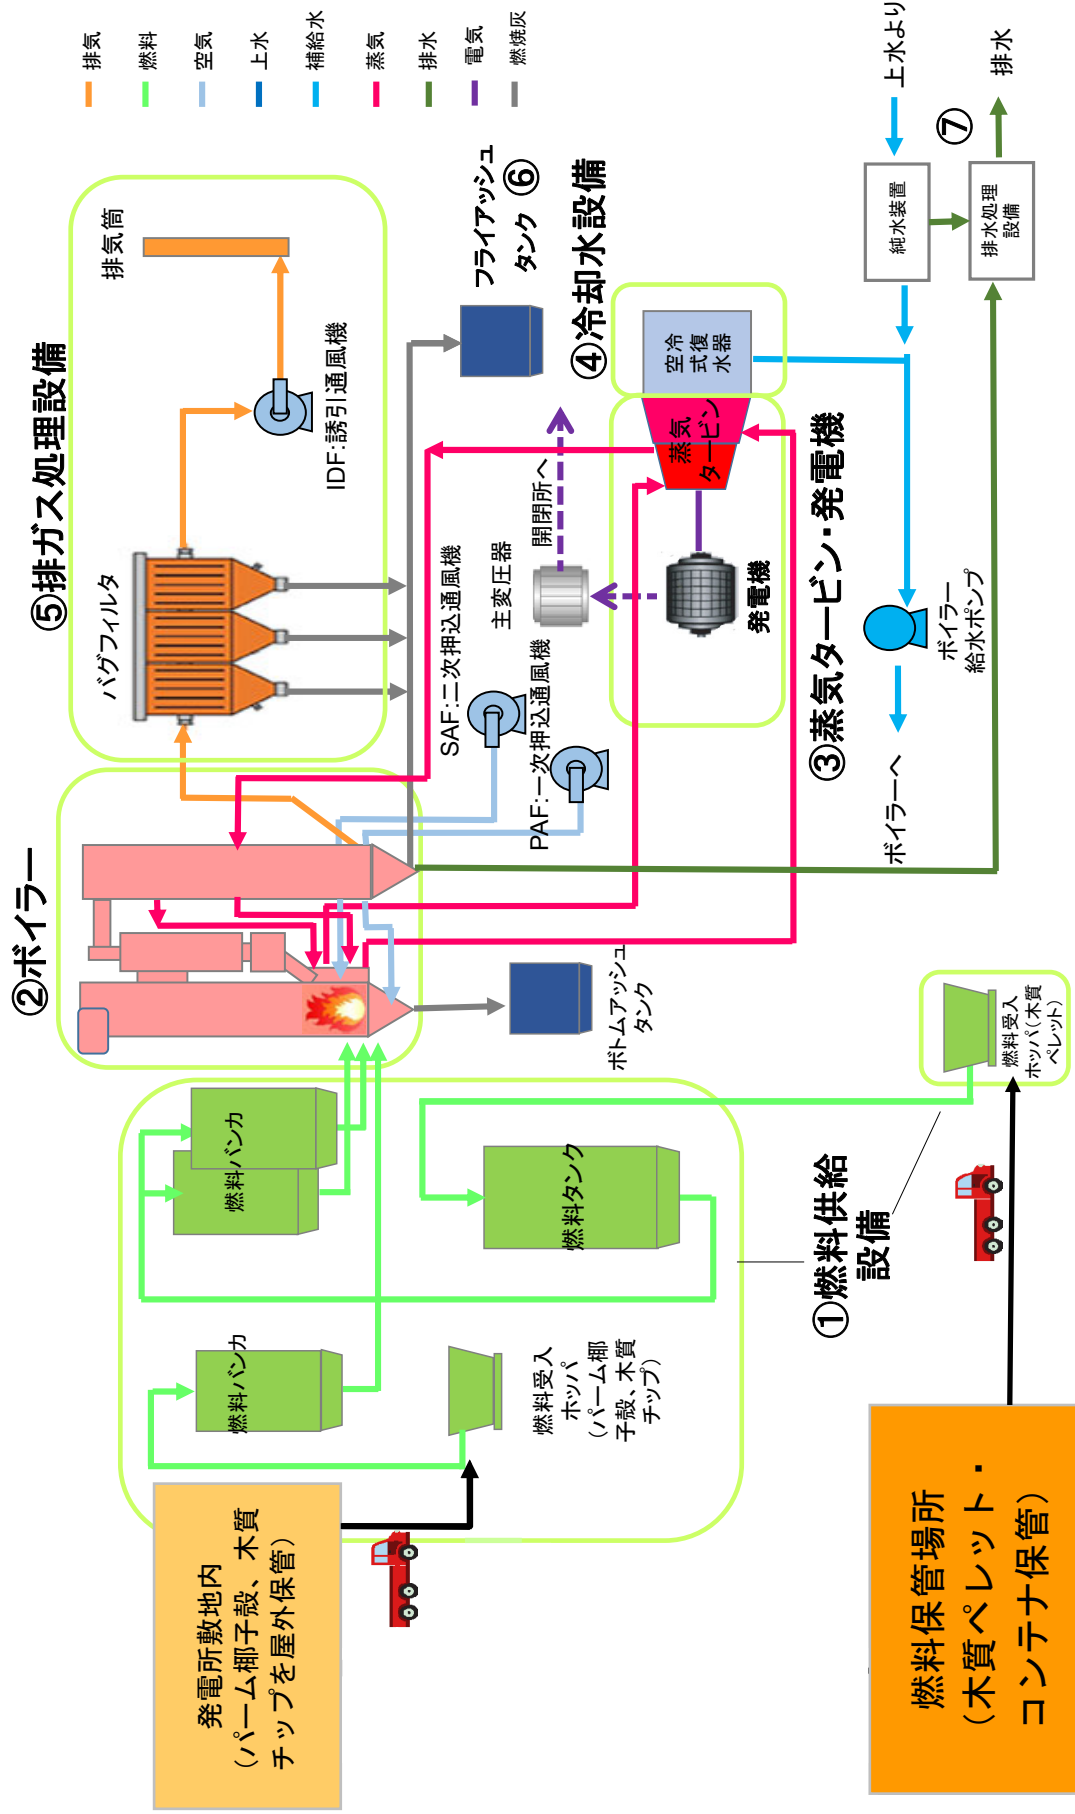 排気
燃料
空気
上水
補給水
蒸気
排水
電気
燃焼灰
②ボイラー
⑤排ガス処理設備
バグフィルタ
排気筒
IDF:誘引通風機
フライアッシュ
タンク ⑥
④冷却水設備
空冷
式復
水器
蒸気
タービン
開閉所へ
主変圧器
発電機
SAF:二次押込通風機
PAF:一次押込通風機
③蒸気タービン・発電機
上水より
純水装置
⑦
排水
排水処理
設備
ボイラー
給水ポンプ
ボイラーへ
ボトムアッシュ
タンク
燃料バンカ
燃料バンカ
燃料バンカ
燃料タンク
燃料受入
ホッパ
(パーム椰
子殻、木質
チップ)
燃料受入
ホッパ(木質
ペレット)
①燃料供給
設備
発電所敷地内
(パーム椰子殻、木質
チップを屋外保管)
燃料保管場所
(木質ペレット・
コンテナ保管)